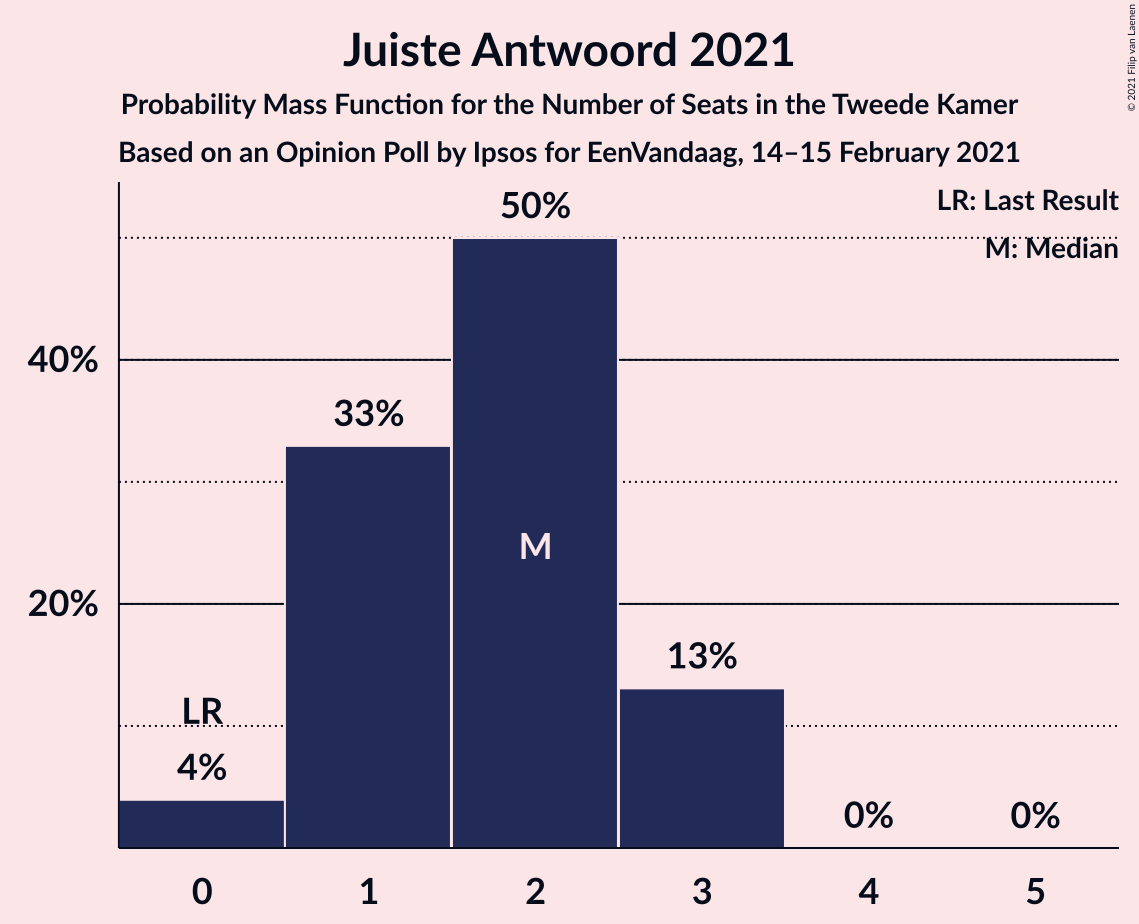 Juiste Antwoord 2021
Probability Mass Function for the Number of Seats in the Tweede Kamer
Based on an Opinion Poll by Ipsos for EenVandaag, 14–15 February 2021
© 2021 Filip van Laenen
LR: Last Result
M: Median
50%
40%
33%
M
20%
13%
LR
4%
0%
0%
0
1
2
3
4
5